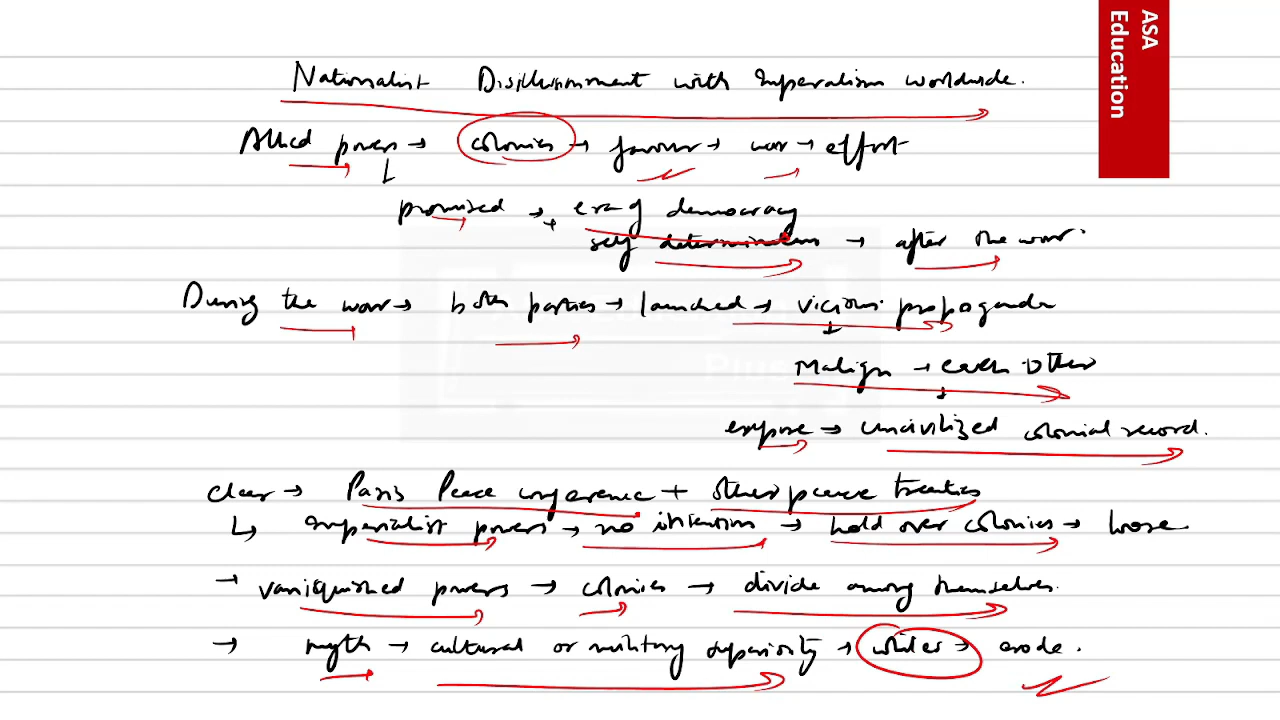 ASA
Education
Nationalist Disillusionment with Imperialism worldwide.
Allied powers → colonies → favour → war → effort
promised → era of democracy
+ self determination → after the war.
During the war → both parties → launched → vicious propoganda
Malign → each other
expose → uncivilized colonial record.
clear → Paris Peace conference + other peace treaties
↳ Imperialist powers → no intention → hold over colonies → loose
→ vanquished powers → colonies → divide among themselves.
→ myth → cultural or military superiority → whites → erode.
Plus